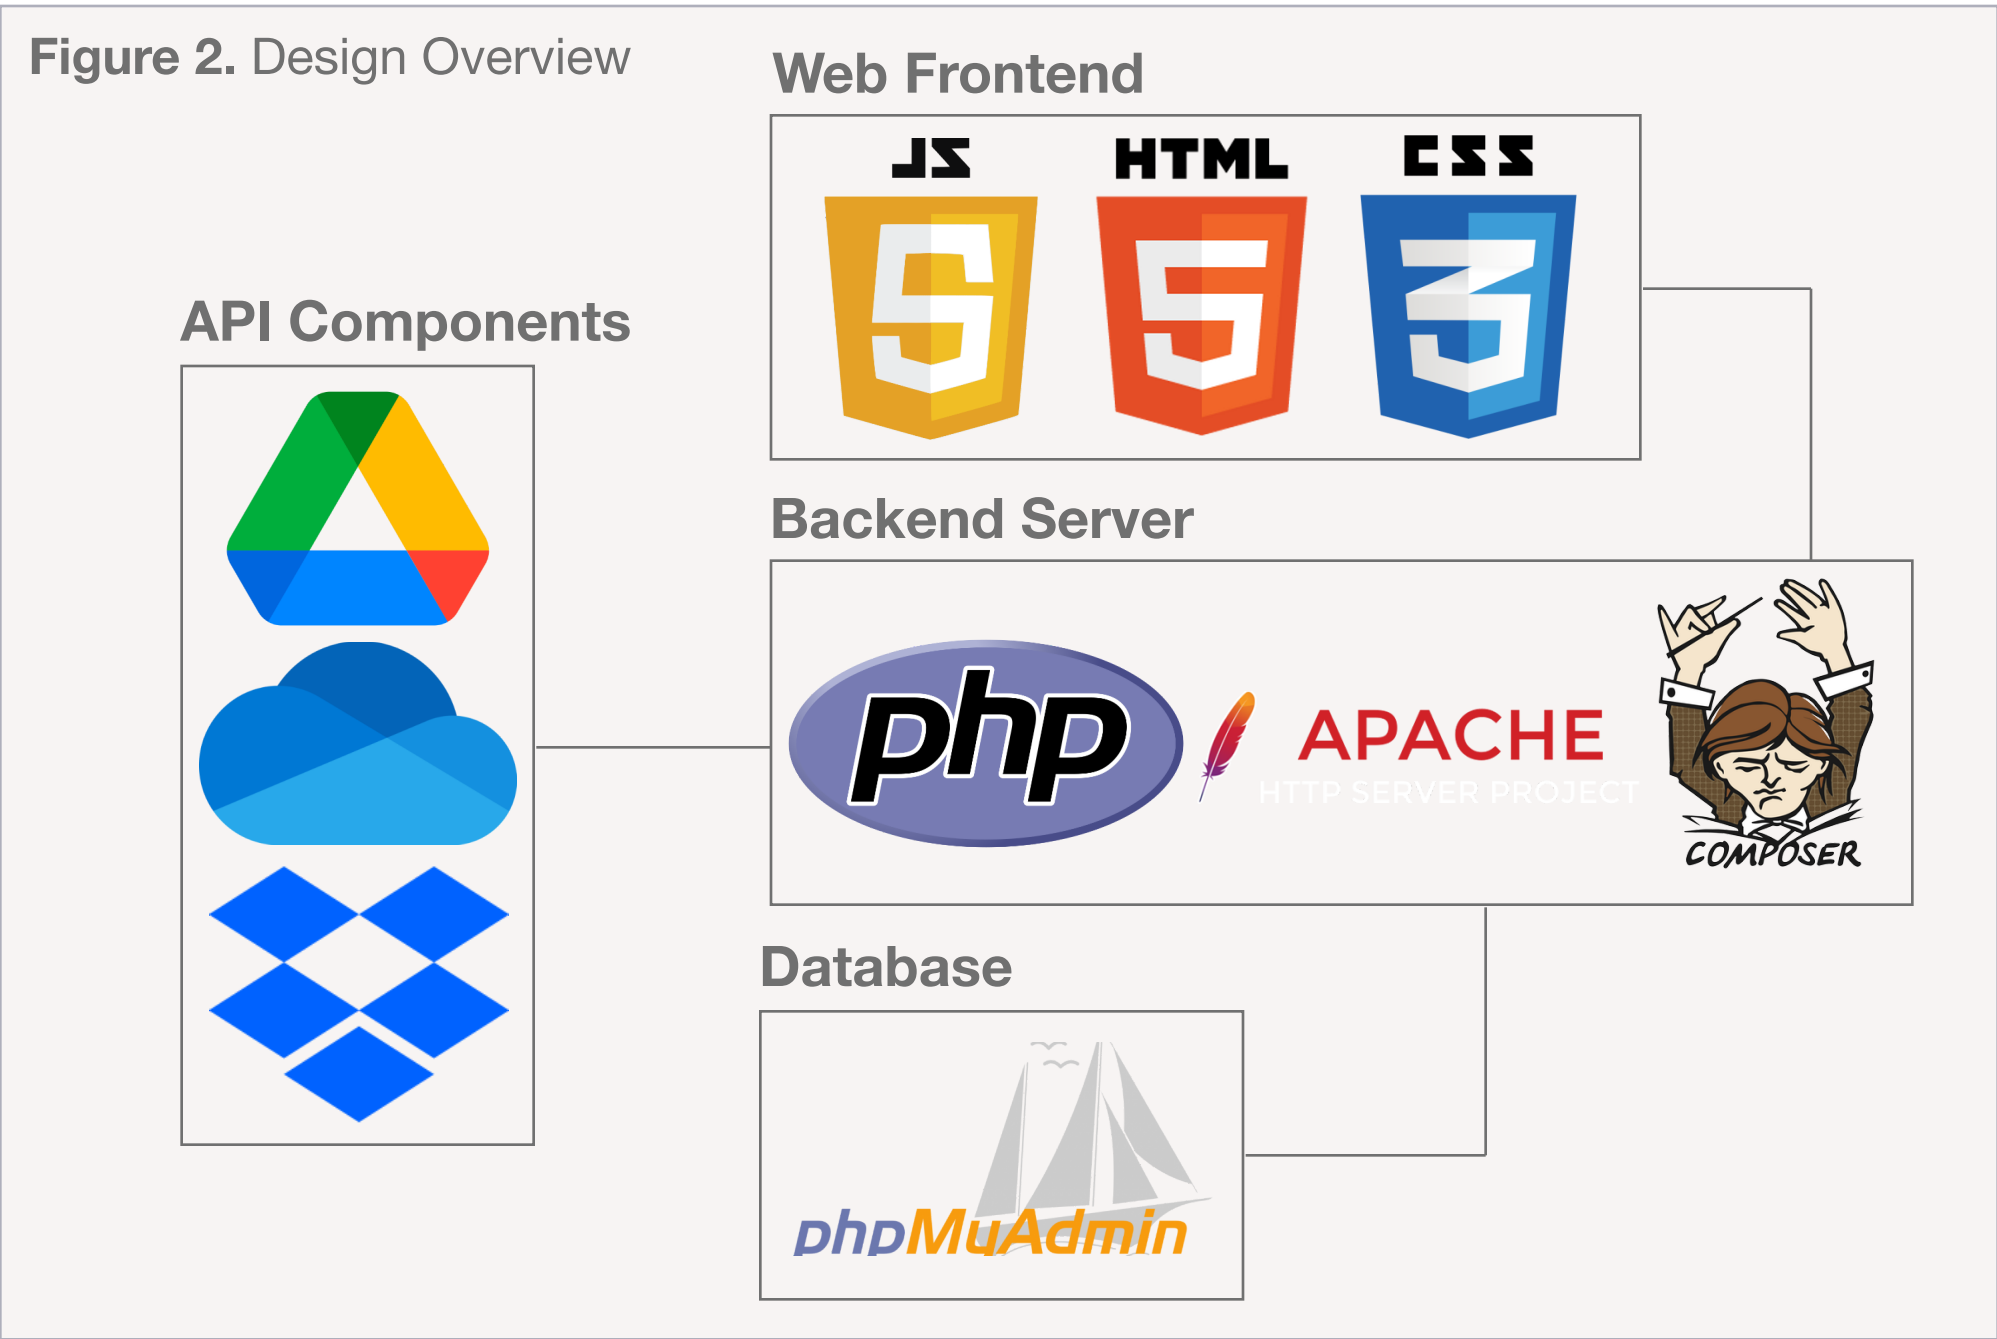 Figure 2. Design Overview
Web Frontend
JS HTML CSS
API Components
Backend Server
php
APACHE
HTTP SERVER PROJECT
COMPOSER
Database
phpMyAdmin